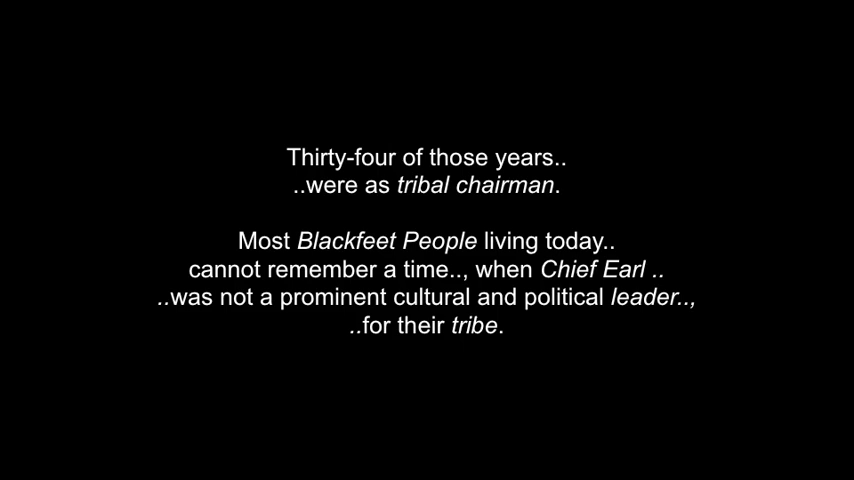 Thirty-four of those years..
..were as tribal chairman.
Most Blackfeet People living today..
cannot remember a time.., when Chief Earl ..
..was not a prominent cultural and political leader..,
..for their tribe.